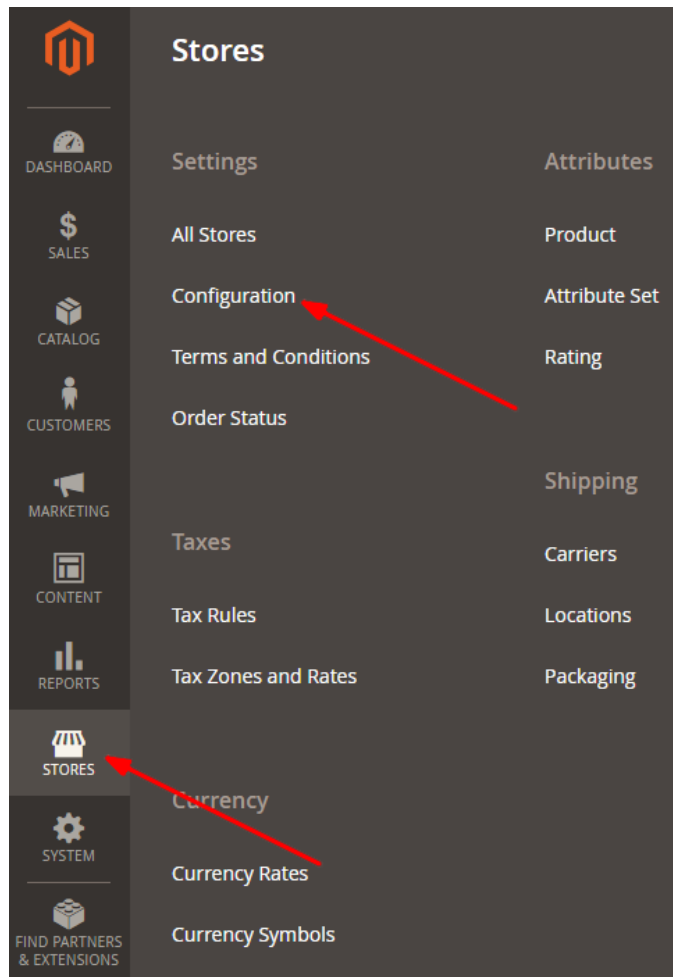 Stores
DASHBOARD
SALES
CATALOG
CUSTOMERS
MARKETING
CONTENT
REPORTS
STORES
SYSTEM
FIND PARTNERS
& EXTENSIONS
Settings
All Stores
Configuration
Terms and Conditions
Order Status
Taxes
Tax Rules
Tax Zones and Rates
Currency
Currency Rates
Currency Symbols
Attributes
Product
Attribute Set
Rating
Shipping
Carriers
Locations
Packaging